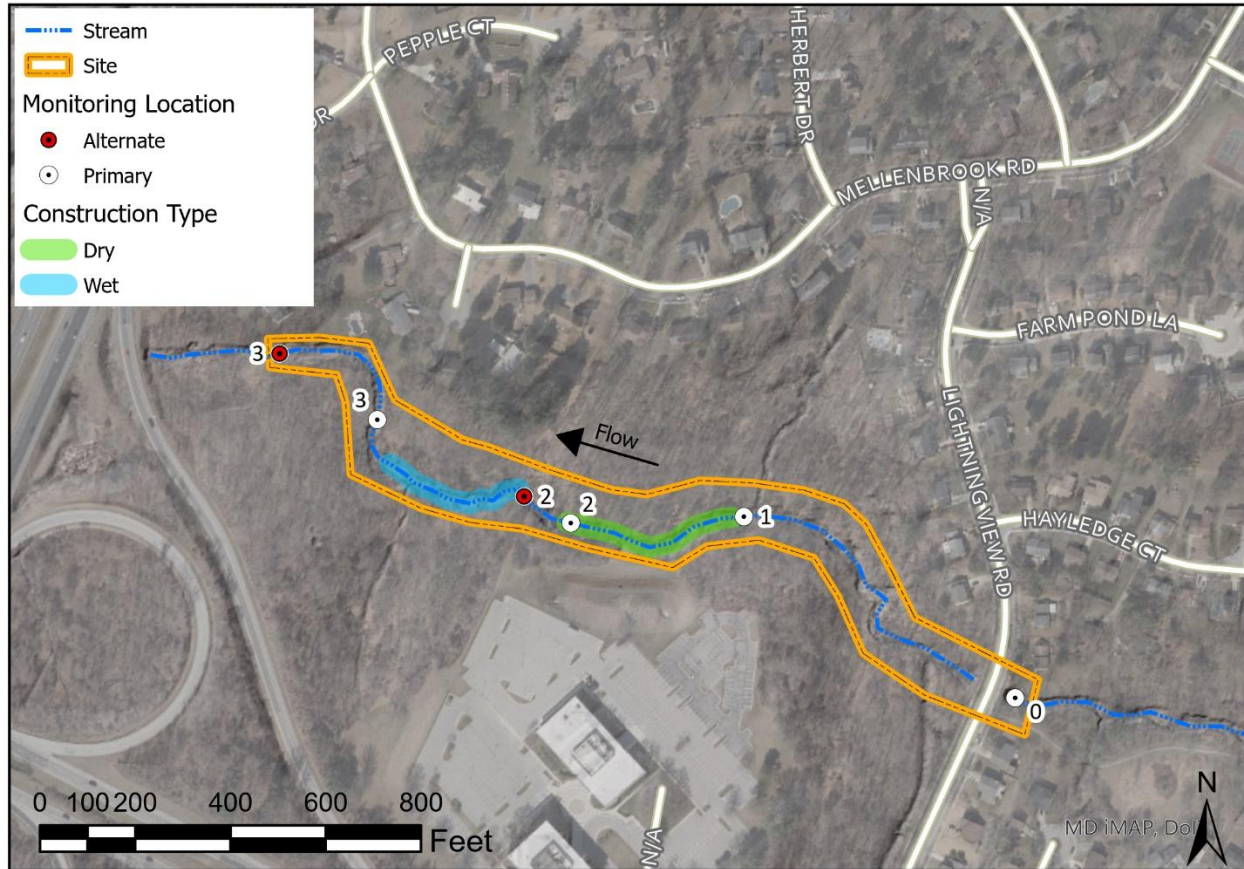 Stream
Site
Monitoring Location
Alternate
Primary
Construction Type
Dry
Wet
PEPPLE CT
DR
HERBERT DR
MELLENBROOK RD
N/A
FARM POND LA
LIGHTNING VIEW RD
HAYLEDGE CT
3
3
Flow
2
2
1
0
0 100 200 400 600 800
Feet
N/A
N
MD iMAP,